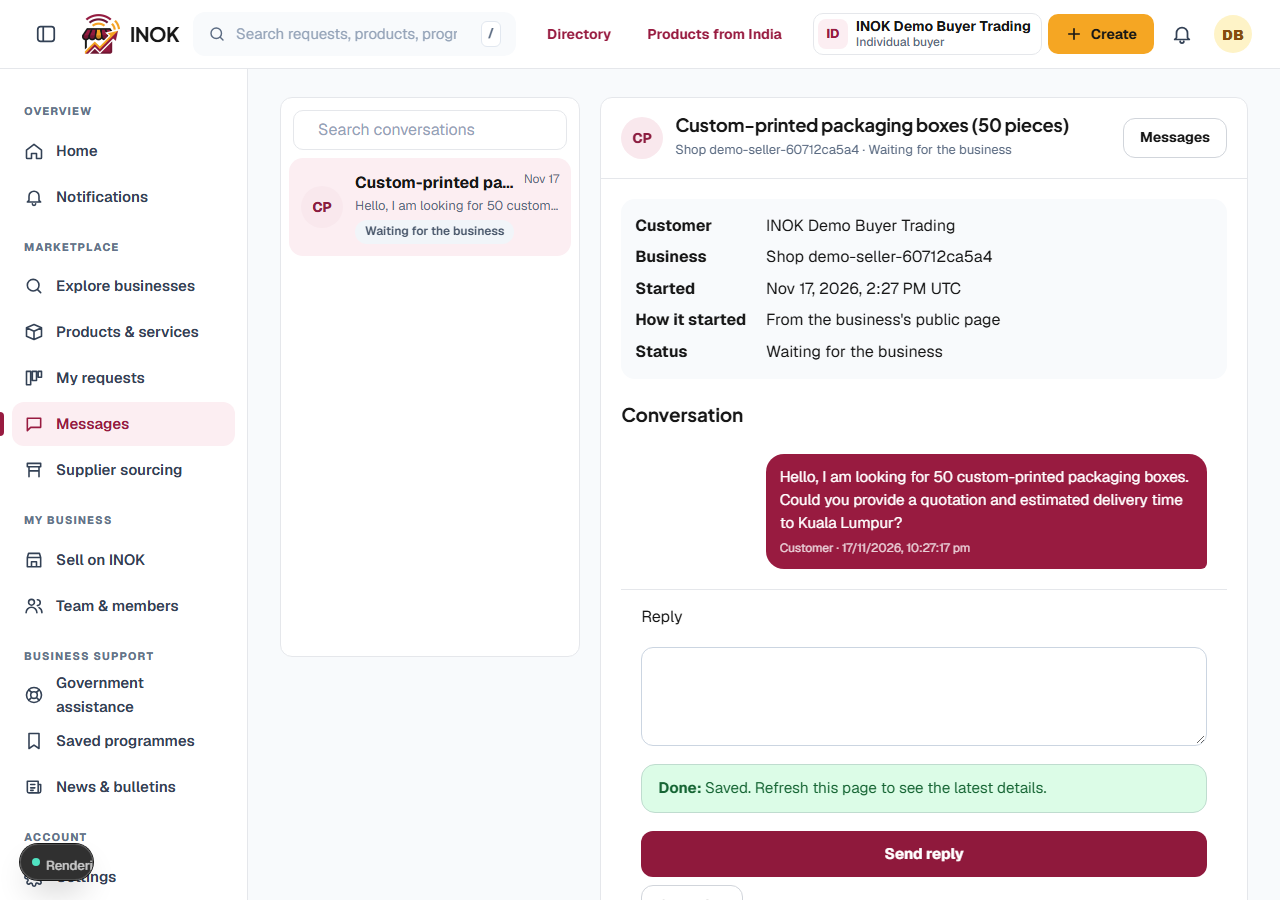 INOK
Search requests, products, progr
/
Directory
Products from India
ID
INOK Demo Buyer Trading
Individual buyer
Create
DB
OVERVIEW
Home
Notifications
MARKETPLACE
Explore businesses
Products & services
My requests
Messages
Supplier sourcing
MY BUSINESS
Sell on INOK
Team & members
BUSINESS SUPPORT
Government
assistance
Saved programmes
News & bulletins
ACCOUNT
Renderi
Search conversations
CP
Custom-printed pa...
Nov 17
Hello, I am looking for 50 custom...
Waiting for the business
CP
Custom-printed packaging boxes (50 pieces)
Shop demo-seller-60712ca5a4 · Waiting for the business
Messages
Customer INOK Demo Buyer Trading
Business Shop demo-seller-60712ca5a4
Started Nov 17, 2026, 2:27 PM UTC
How it started From the business's public page
Status Waiting for the business
Conversation
Hello, I am looking for 50 custom-printed packaging boxes.
Could you provide a quotation and estimated delivery time
to Kuala Lumpur?
Customer · 17/11/2026, 10:27:17 pm
Reply
Done: Saved. Refresh this page to see the latest details.
Send reply